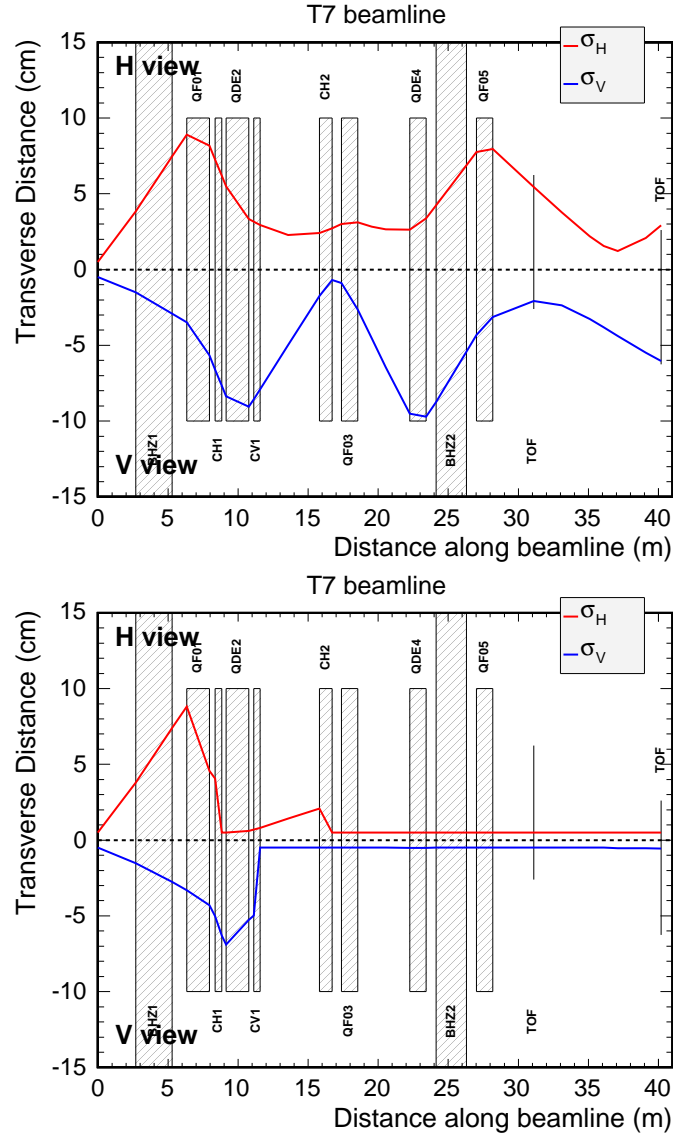 T7 beamline
Transverse Distance (cm)
15
10
5
0
-5
-10
-15
H view
V view
σH
σV
BHZ1
QF01
CH1
QDE2
CV1
CH2
QF03
QDE4
BHZ2
QF05
TOF
TOF
0 5 10 15 20 25 30 35 40
Distance along beamline (m)
T7 beamline
Transverse Distance (cm)
15
10
5
0
-5
-10
-15
H view
V view
σH
σV
BHZ1
QF01
CH1
QDE2
CV1
CH2
QF03
QDE4
BHZ2
QF05
TOF
TOF
0 5 10 15 20 25 30 35 40
Distance along beamline (m)